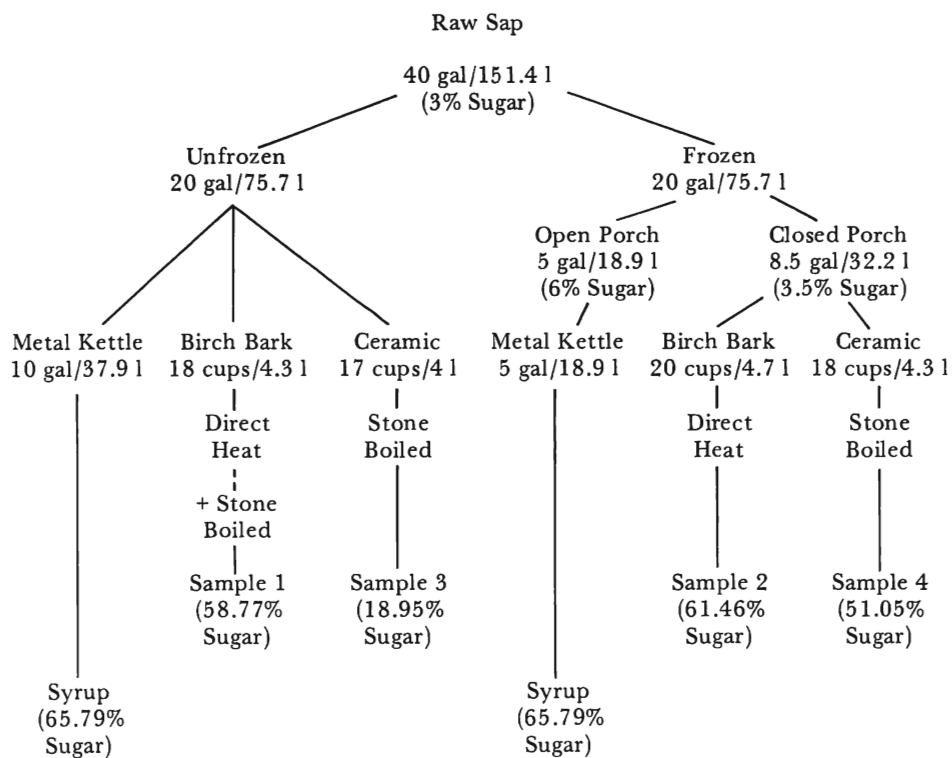 Raw Sap
40 gal/151.4 l
(3% Sugar)
Unfrozen
20 gal/75.7 l
Frozen
20 gal/75.7 l
Open Porch
5 gal/18.9 l
(6% Sugar)
Closed Porch
8.5 gal/32.2 l
(3.5% Sugar)
Metal Kettle
10 gal/37.9 l
Birch Bark
18 cups/4.3 l
Ceramic
17 cups/4 l
Metal Kettle
5 gal/18.9 l
Birch Bark
20 cups/4.7 l
Ceramic
18 cups/4.3 l
Direct
Heat
+ Stone
Boiled
Stone
Boiled
Direct
Heat
Stone
Boiled
Sample 1
(58.77%
Sugar)
Sample 3
(18.95%
Sugar)
Sample 2
(61.46%
Sugar)
Sample 4
(51.05%
Sugar)
Syrup
(65.79%
Sugar)
Syrup
(65.79%
Sugar)